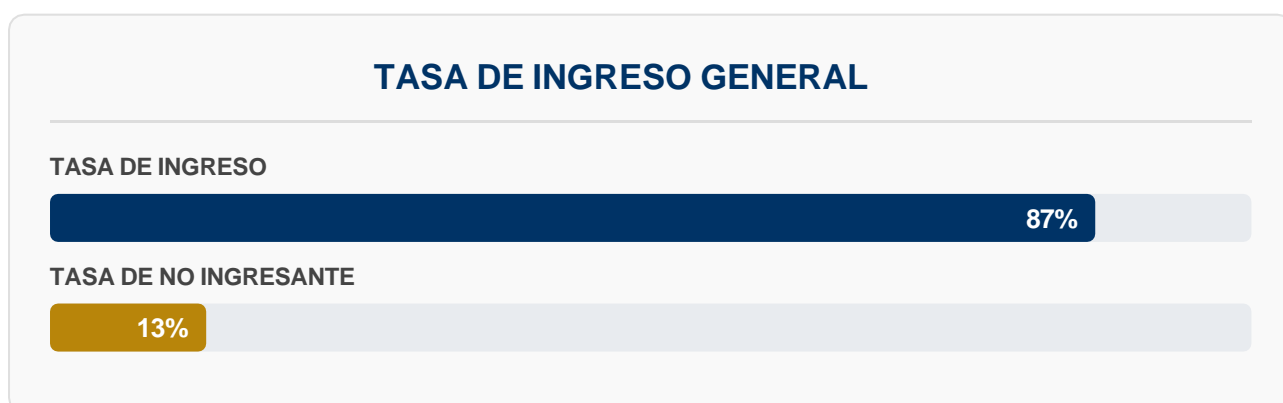 TASA DE INGRESO GENERAL
TASA DE INGRESO
87%
TASA DE NO INGRESANTE
13%